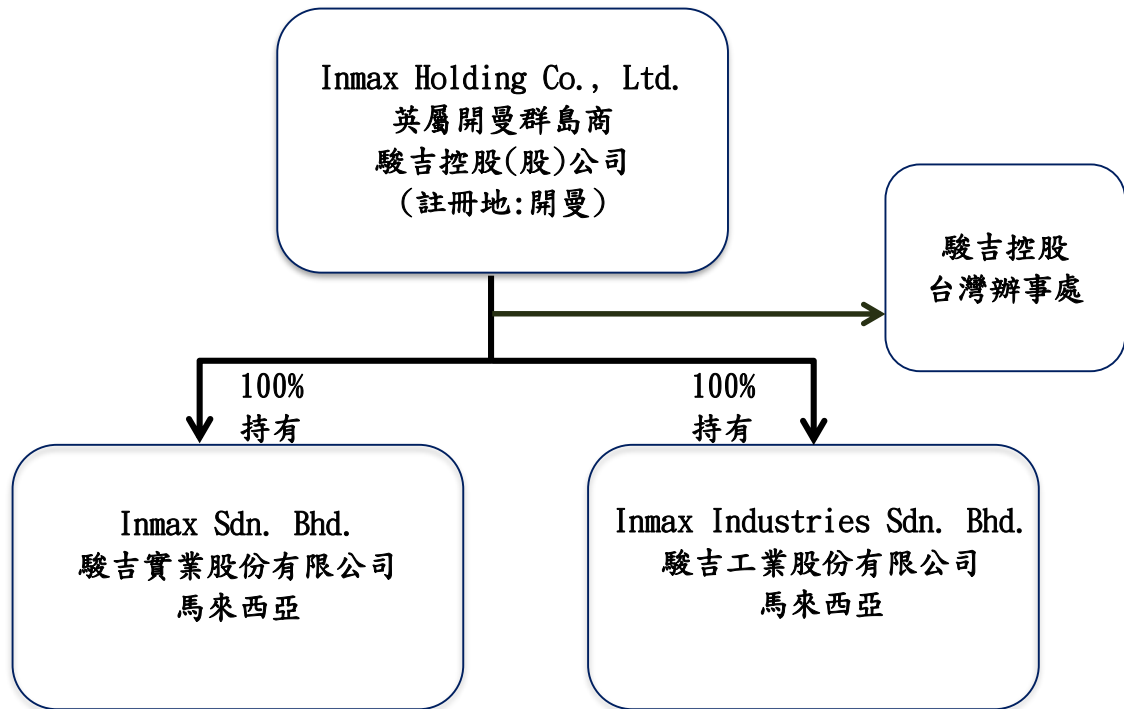 Inmax Holding Co., Ltd.
英屬開曼群島商
駿吉控股(股)公司
(註冊地:開曼)
駿吉控股
台灣辦事處
100%
持有
100%
持有
Inmax Sdn. Bhd.
駿吉實業股份有限公司
馬來西亞
Inmax Industries Sdn. Bhd.
駿吉工業股份有限公司
馬來西亞